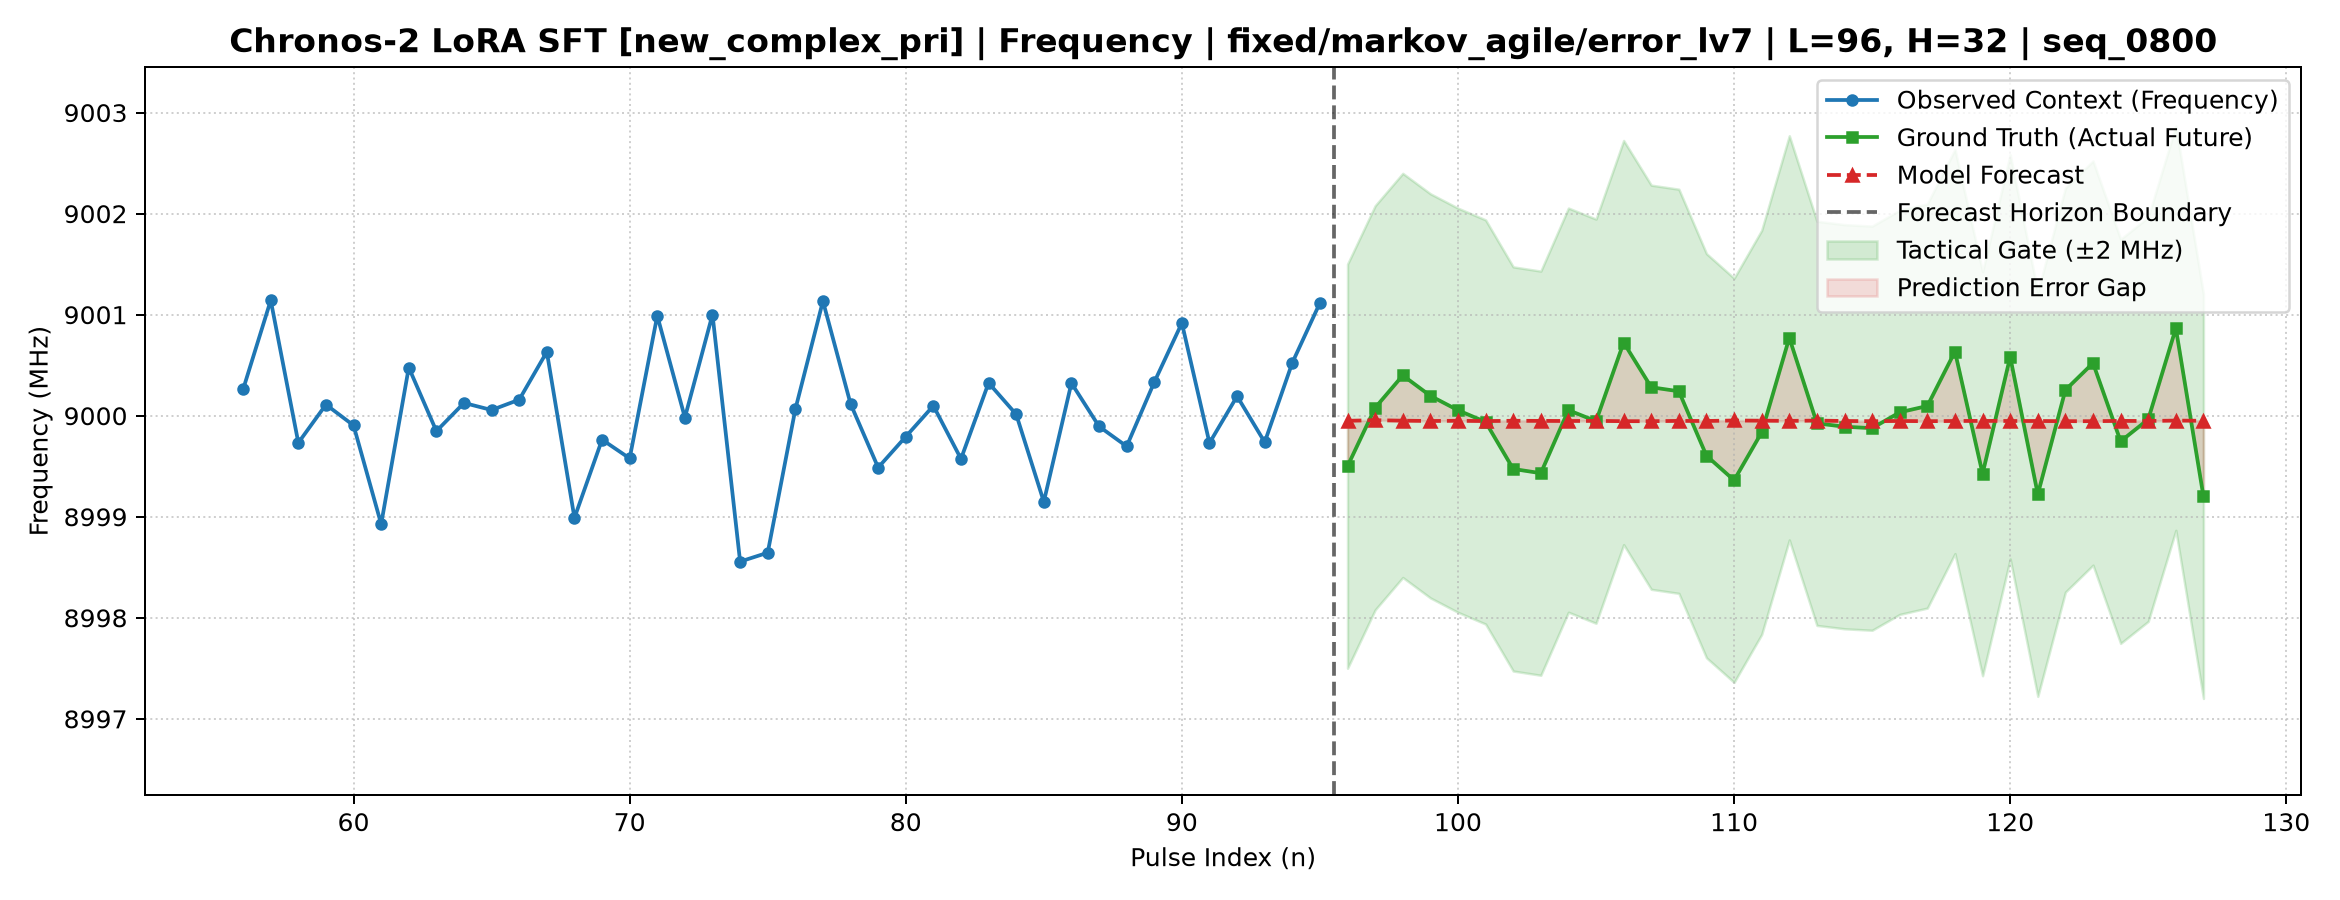 Chronos-2 LoRA SFT [new_complex_pri] | Frequency | fixed/markov_agile/error_lv7 | L=96, H=32 | seq_0800
Observed Context (Frequency)
Ground Truth (Actual Future)
Model Forecast
Forecast Horizon Boundary
Tactical Gate (±2 MHz)
Prediction Error Gap
Frequency (MHz)
9003
9002
9001
9000
8999
8998
8997
60 70 80 90 100 110 120 130
Pulse Index (n)